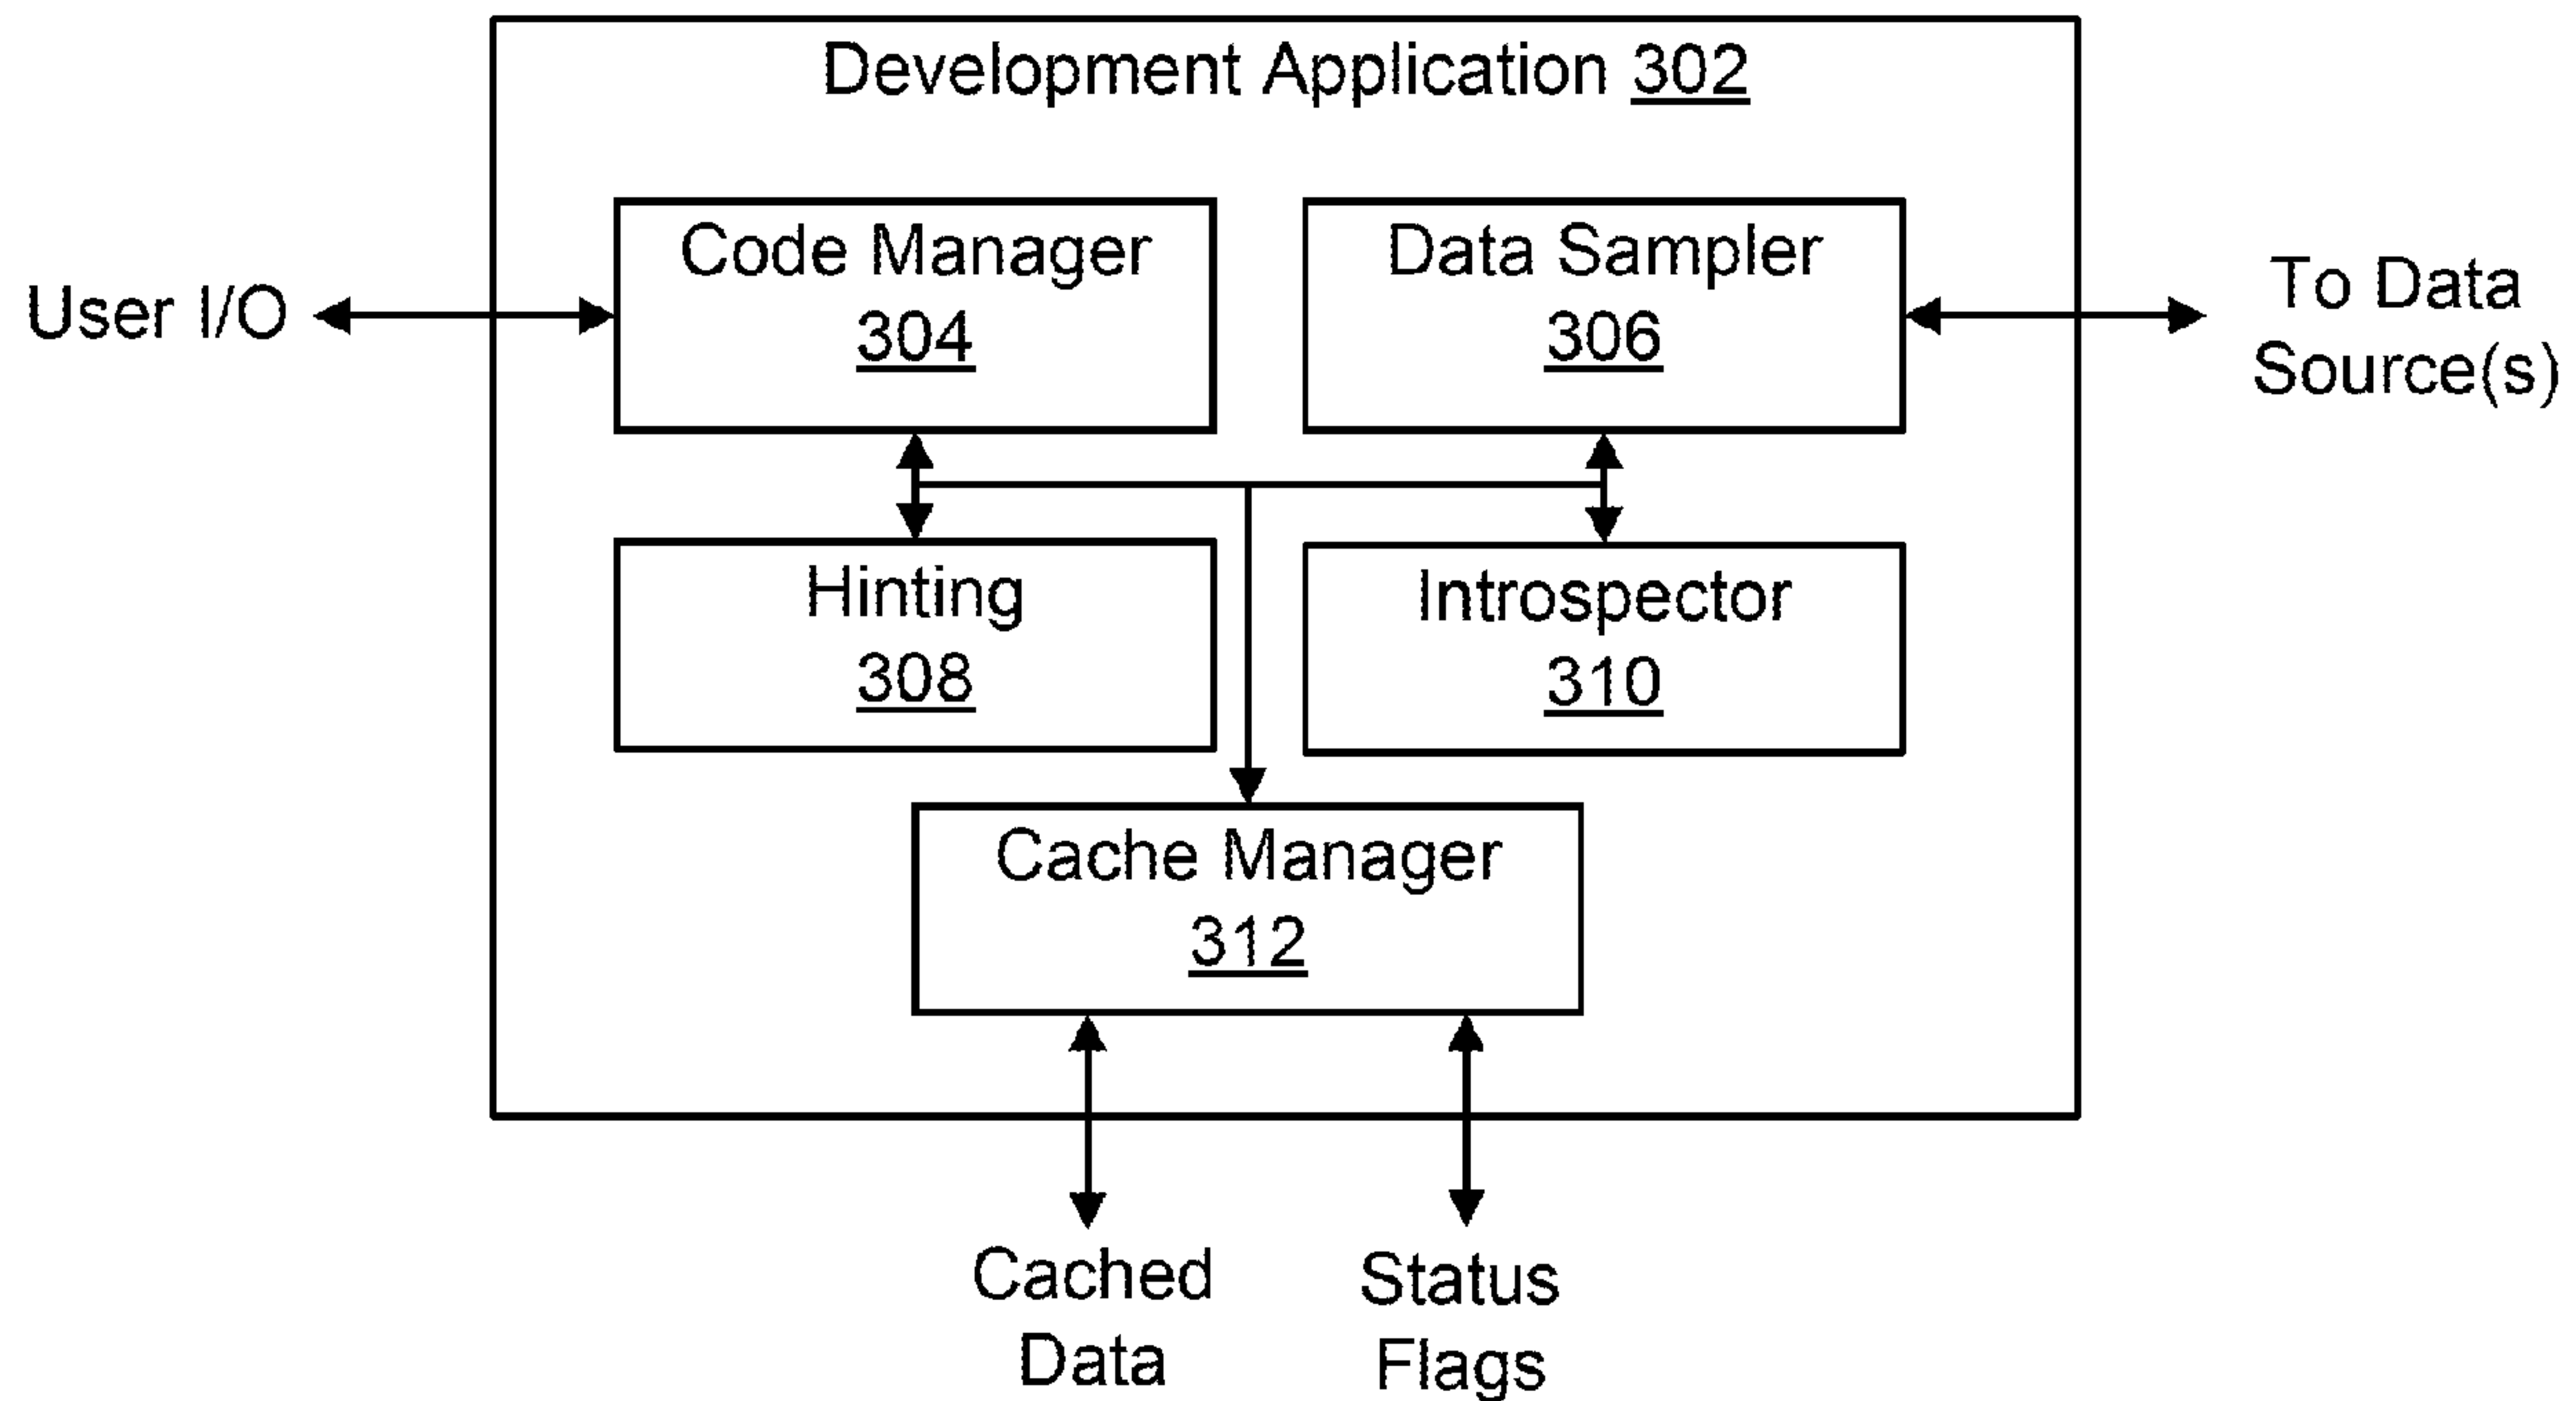 Development Application 302
User I/O
Code Manager
304
Data Sampler
306
To Data
Source(s)
Hinting
308
Introspector
310
Cache Manager
312
Cached
Data
Status
Flags